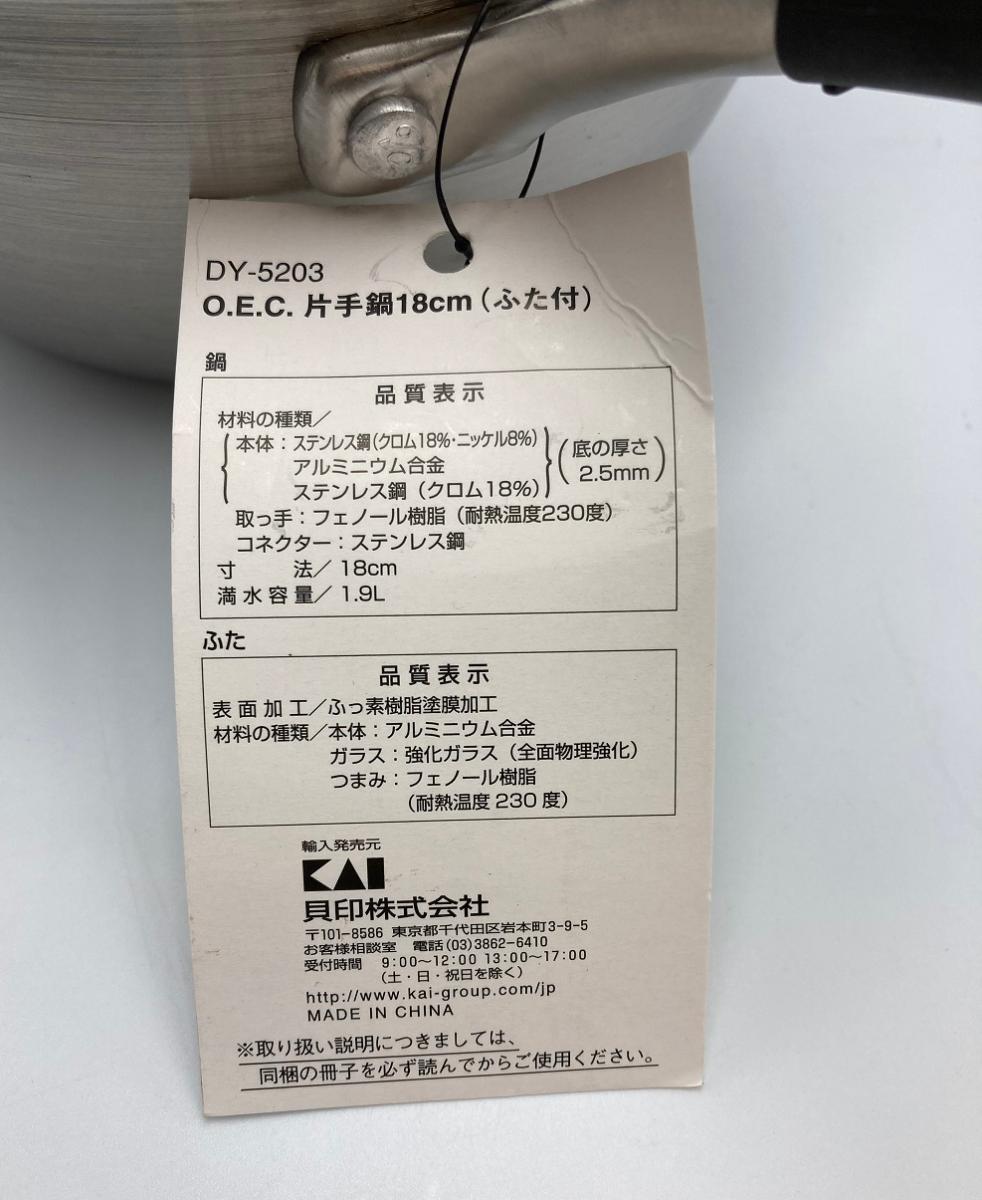 DY-5203
O.E.C. 片手鍋18cm（ふた付）
鍋
品質表示
材料の種類／
本体：ステンレス鋼（クロム18%・ニッケル8%）
アルミニウム合金
ステンレス鋼（クロム18%）
（底の厚さ
2.5mm）
取っ手：フェノール樹脂（耐熱温度230度）
コネクター：ステンレス鋼
寸法／18cm
満水容量／1.9L
ふた
品質表示
表面加工／ふっ素樹脂塗膜加工
材料の種類／本体：アルミニウム合金
ガラス：強化ガラス（全面物理強化）
つまみ：フェノール樹脂
（耐熱温度230度）
輸入発売元
KAI
貝印株式会社
〒101-8586 東京都千代田区岩本町3-9-5
お客様相談室 電話(03)3862-6410
受付時間 9:00〜12:00 13:00〜17:00
（土・日・祝日を除く）
http://www.kai-group.com/jp
MADE IN CHINA
※取り扱い説明につきましては、
同梱の冊子を必ず読んでからご使用ください。